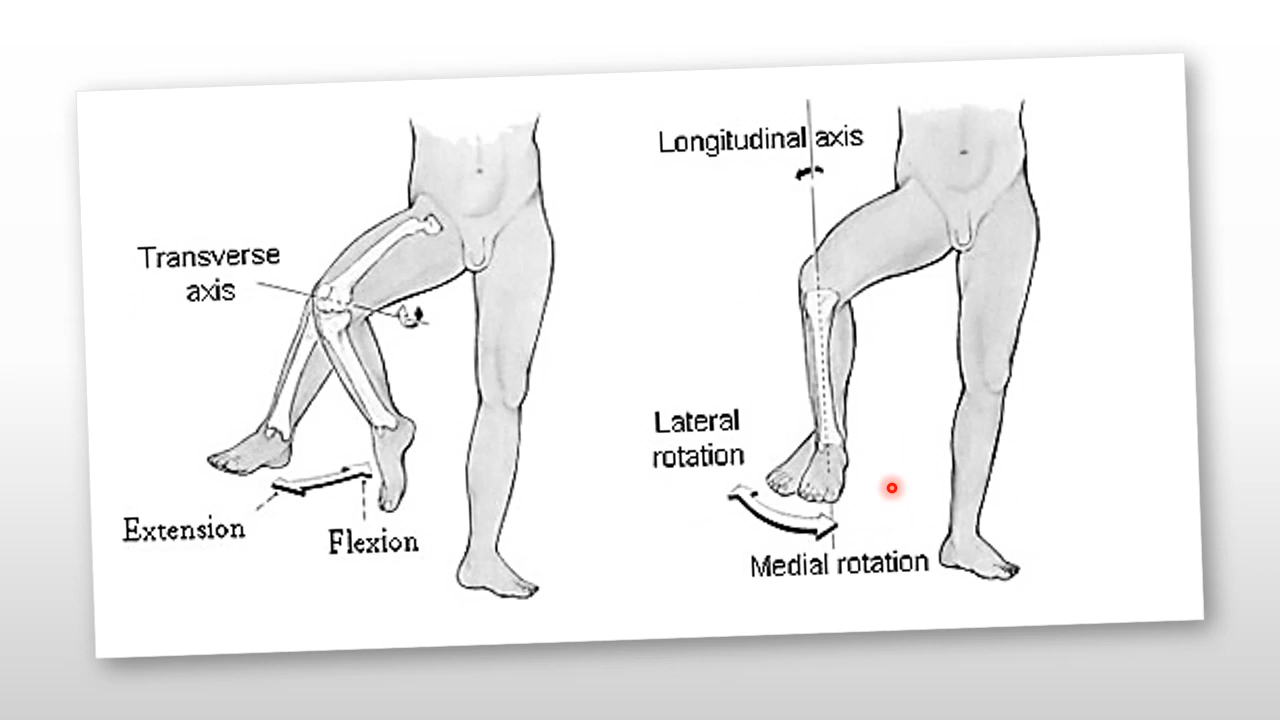 Transverse
axis
Extension
Flexion
Longitudinal axis
Lateral
rotation
Medial rotation